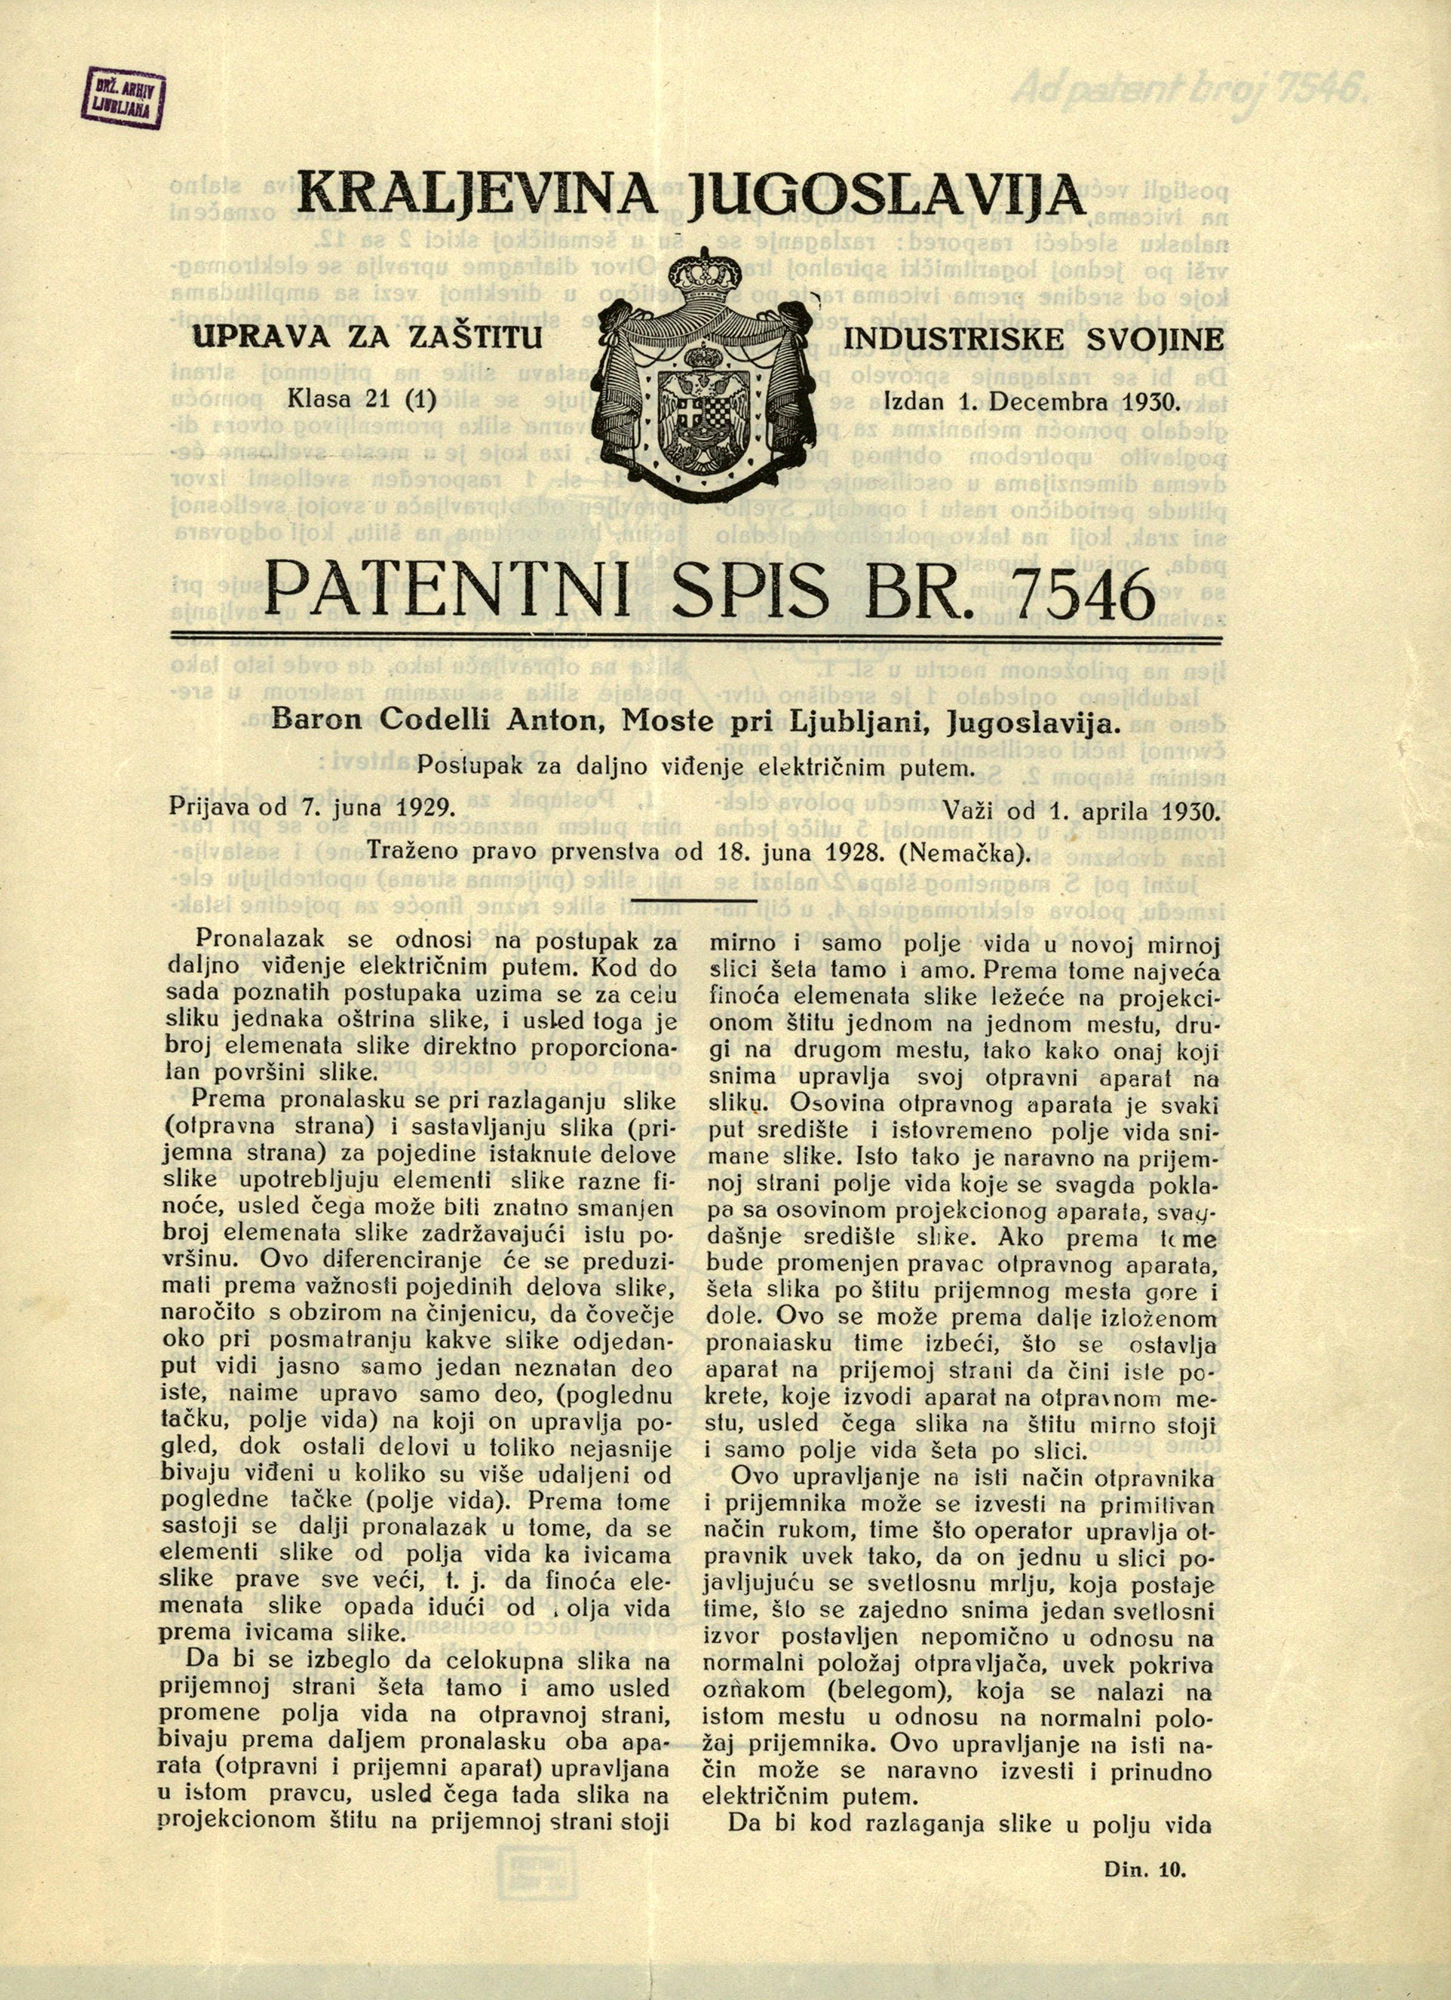 DRŽ. ARHIV
LJUBLJANA
Ad patent broj 7546.
KRALJEVINA JUGOSLAVIJA
UPRAVA ZA ZAŠTITU
INDUSTRISKE SVOJINE
Klasa 21 (1)
Izdan 1. Decembra 1930.
PATENTNI SPIS BR. 7546
Baron Codelli Anton, Moste pri Ljubljani, Jugoslavija.
Postupak za daljno viđenje električnim putem.
Prijava od 7. juna 1929.
Važi od 1. aprila 1930.
Traženo pravo prvenstva od 18. juna 1928. (Nemačka).
Pronalazak se odnosi na postupak za
daljno viđenje električnim putem. Kod do
sada poznatih postupaka uzima se za celu
sliku jednaka oštrina slike, i usled toga je
broj elemenata slike direktno proporciona-
lan površini slike.
Prema pronalasku se pri razlaganju slike
(otpravna strana) i sastavljanju slika (pri-
jemna strana) za pojedine istaknute delove
slike upotrebljuju elementi slike razne fi-
noće, usled čega može biti znatno smanjen
broj elemenata slike zadržavajući istu po-
vršinu. Ovo diferenciranje će se preduzi-
mati prema važnosti pojedinih delova slike,
naročito s obzirom na činjenicu, da čovečje
oko pri posmatranju kakve slike odjedan-
put vidi jasno samo jedan neznatan deo
iste, naime upravo samo deo, (poglednu
tačku, polje vida) na koji on upravlja po-
gled, dok ostali delovi u toliko nejasnije
bivaju viđeni u koliko su više udaljeni od
pogledne tačke (polje vida). Prema tome
sastoji se dalji pronalazak u tome, da se
elementi slike od polja vida ka ivicama
slike prave sve veći, t. j. da finoća ele-
menata slike opada idući od olja vida
prema ivicama slike.
Da bi se izbeglo da celokupna slika na
prijemnoj strani šeta tamo i amo usled
promene polja vida na otpravnoj strani,
bivaju prema daljem pronalasku oba apa-
rata (otpravni i prijemni aparat) upravljana
u istom pravcu, usled čega tada slika na
projekcionom štitu na prijemnoj strani stoji
mirno i samo polje vida u novoj mirnoj
slici šeta tamo i amo. Prema tome najveća
finoća elemenata slike ležeće na projekci-
onom štitu jednom na jednom mestu, dru-
gi na drugom mestu, tako kako onaj koji
snima upravlja svoj otpravni aparat na
sliku. Osovina otpravnog aparata je svaki
put središte i istovremeno polje vida sni-
mane slike. Isto tako je naravno na prijem-
noj strani polje vida koje se svagda pokla-
pa sa osovinom projekcionog aparata, svag-
dašnje središte slike. Ako prema tome
bude promenjen pravac otpravnog aparata,
šeta slika po štitu prijemnog mesta gore i
dole. Ovo se može prema dalje izloženom
pronaiasku time izbeći, što se ostavlja
aparat na prijemoj strani da čini iste po-
krete, koje izvodi aparat na otpravnom me-
stu, usled čega slika na štitu mirno stoji
i samo polje vida šeta po slici.
Ovo upravljanje na isti način otpravnika
i prijemnika može se izvesti na primitivan
način rukom, time što operator upravlja ot-
pravnik uvek tako, da on jednu u slici po-
javljujuću se svetlosnu mrlju, koja postaje
time, što se zajedno snima jedan svetlosni
izvor postavljen nepomično u odnosu na
normalni položaj otpravljača, uvek pokriva
oznakom (belegom), koja se nalazi na
istom mestu u odnosu na normalni polo-
žaj prijemnika. Ovo upravljanje na isti na-
čin može se naravno izvesti i prinudno
električnim putem.
Da bi kod razlaganja slike u polju vida
Din. 10.